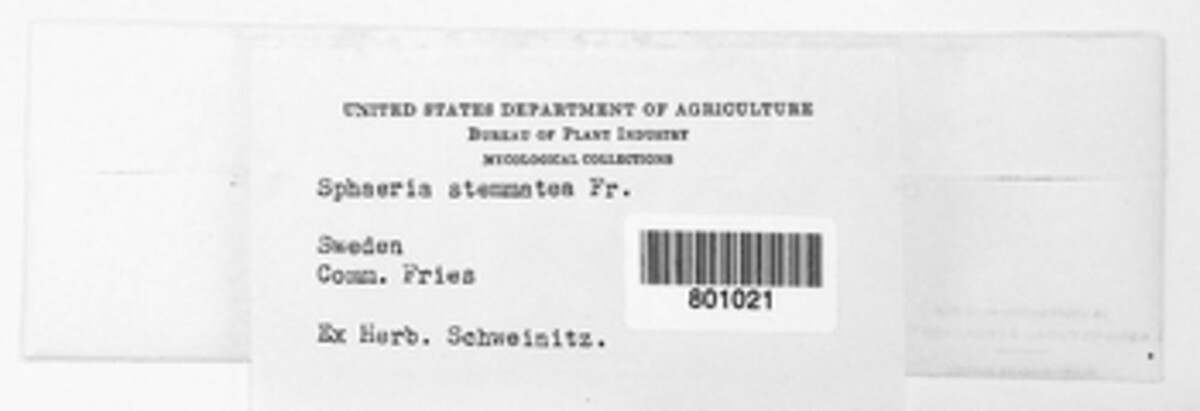 UNITED STATES DEPARTMENT OF AGRICULTURE
BUREAU OF PLANT INDUSTRY
MYCOLOGICAL COLLECTIONS
Sphaeria stemmatea Fr.
Sweden
Comm. Fries
801021
Ex Herb. Schweinitz.